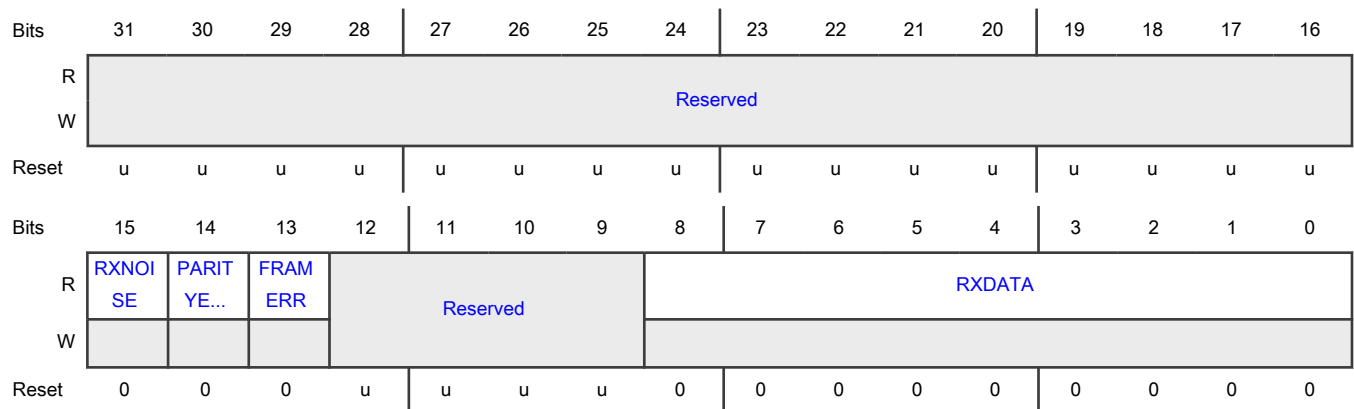 Bits 31 30 29 28 27 26 25 24 23 22 21 20 19 18 17 16
R
Reserved
W
Reset u u u u u u u u u u u u u u u u
Bits 15 14 13 12 11 10 9 8 7 6 5 4 3 2 1 0
R RXNOI PARIT FRAM Reserved RXDATA
SE YE... ERR
W
Reset 0 0 0 u u u u 0 0 0 0 0 0 0 0 0